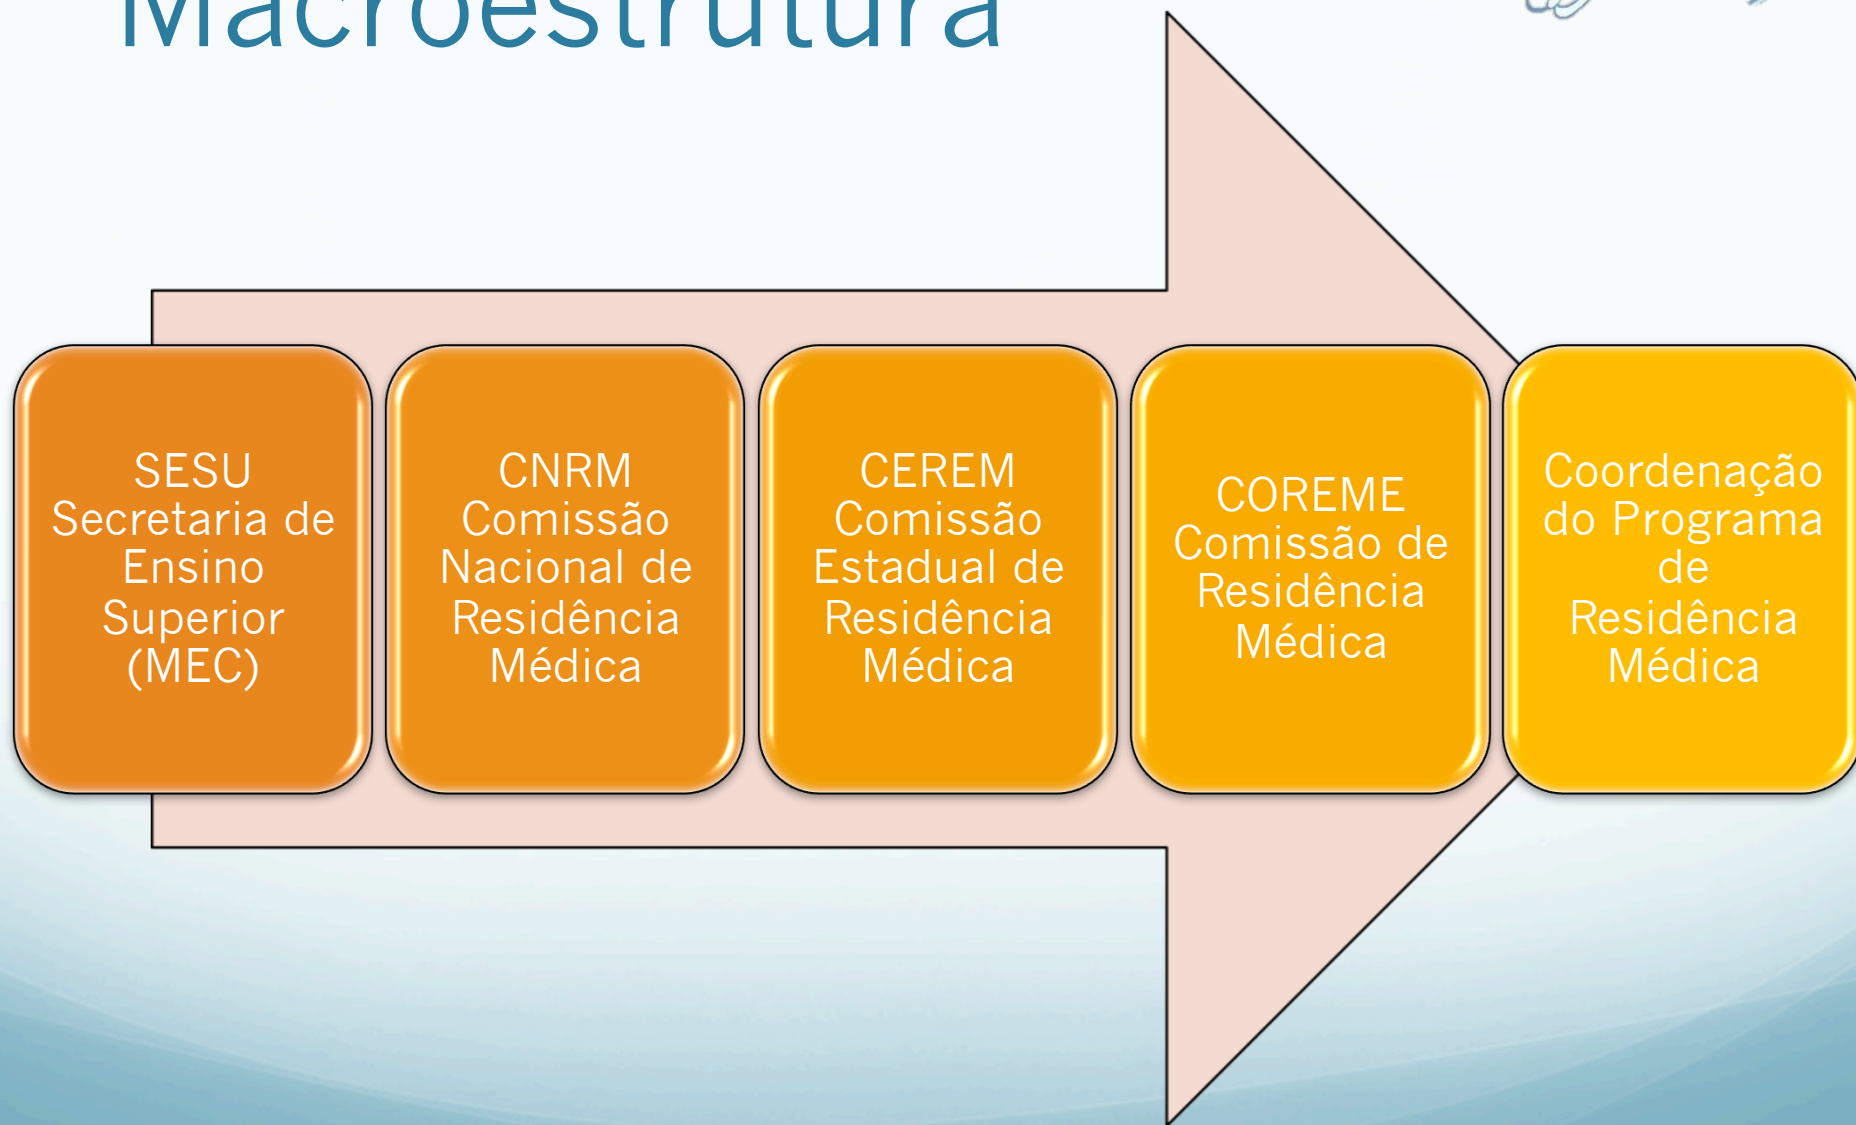 Macroestrutura
SESU
Secretaria de
Ensino
Superior
(MEC)
CNRM
Comissão
Nacional de
Residência
Médica
CEREM
Comissão
Estadual de
Residência
Médica
COREME
Comissão de
Residência
Médica
Coordenação
do Programa
de
Residência
Médica